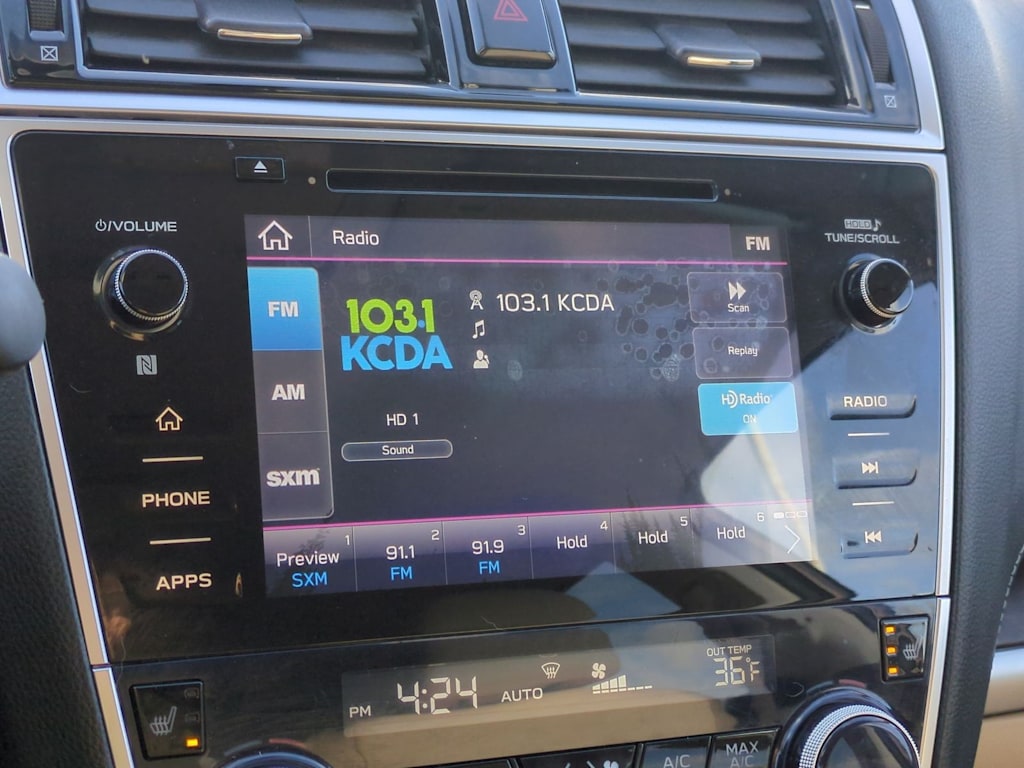 ⏻/VOLUME
HOLD
TUNE/SCROLL
Radio
FM
FM
103.1
KCDA
103.1 KCDA
Scan
Replay
AM
HD 1
HD Radio
ON
RADIO
Sound
sxm
PHONE
APPS
1
Preview
SXM
2
91.1
FM
3
91.9
FM
4
Hold
5
Hold
6
Hold
PM 4:24 AUTO
OUT TEMP
36°F
A/C
MAX
A/C